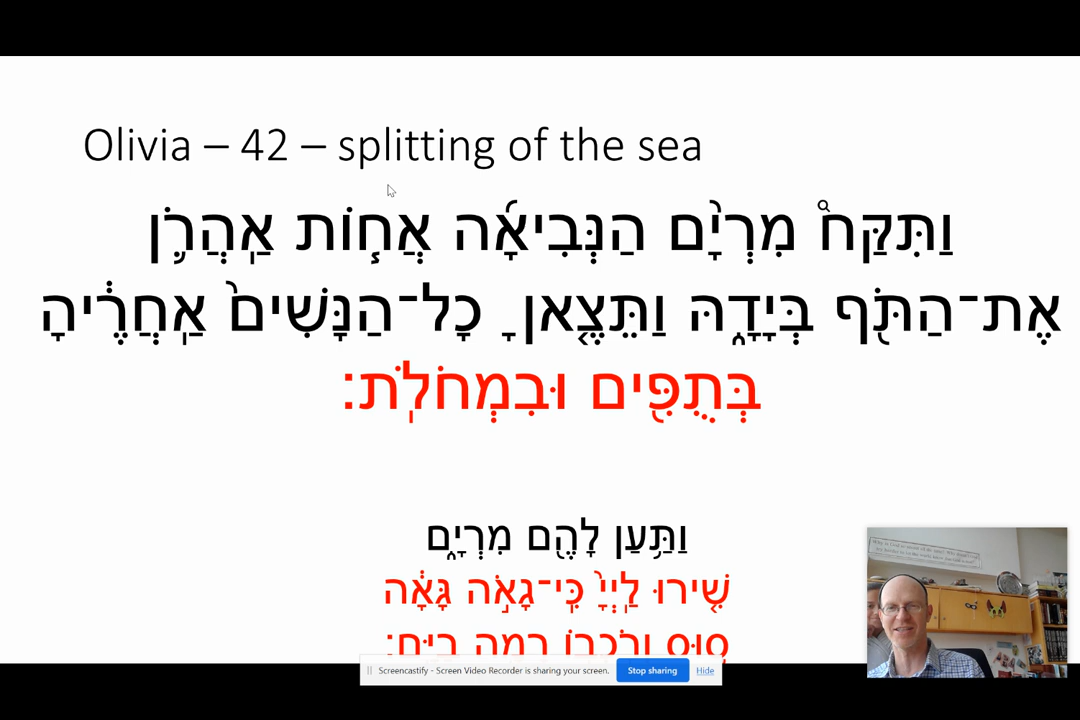 Olivia – 42 – splitting of the sea
וַתִּקַּח֩ מִרְיָ֨ם הַנְּבִיאָ֜ה אֲח֧וֹת אַֽהֲרֹ֛ן
אֶת־הַתֹּ֖ף בְּיָדָ֑הּ וַתֵּצֶ֤אןָ כָֽל־הַנָּשִׁים֙ אַֽחֲרֶ֔יהָ
בְּתֻפִּ֖ים וּבִמְחֹלֹֽת׃
וַתַּ֥עַן לָהֶ֖ם מִרְיָ֑ם
שִׁ֤ירוּ לַֽיְיָ֙ כִּֽי־גָאֹ֣ה גָּאָ֔ה
ס֥וּס וְרֹכְב֖וֹ רָמָ֥ה בַיָּֽם׃
Screencastify - Screen Video Recorder is sharing your screen. Stop sharing Hide